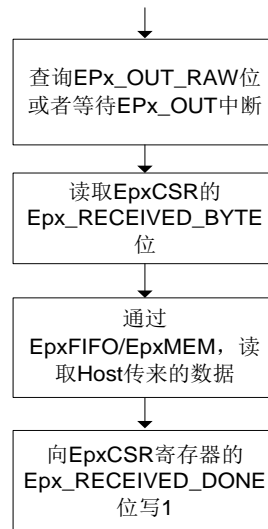 查询EPx_OUT_RAW位
或者等待EPx_OUT中断
读取EpxCSR的
Epx_RECEIVED_BYTE
位
通过
EpxFIFO/EpxMEM，读
取Host传来的数据
向EpxCSR寄存器的
Epx_RECEIVED_DONE
位写1